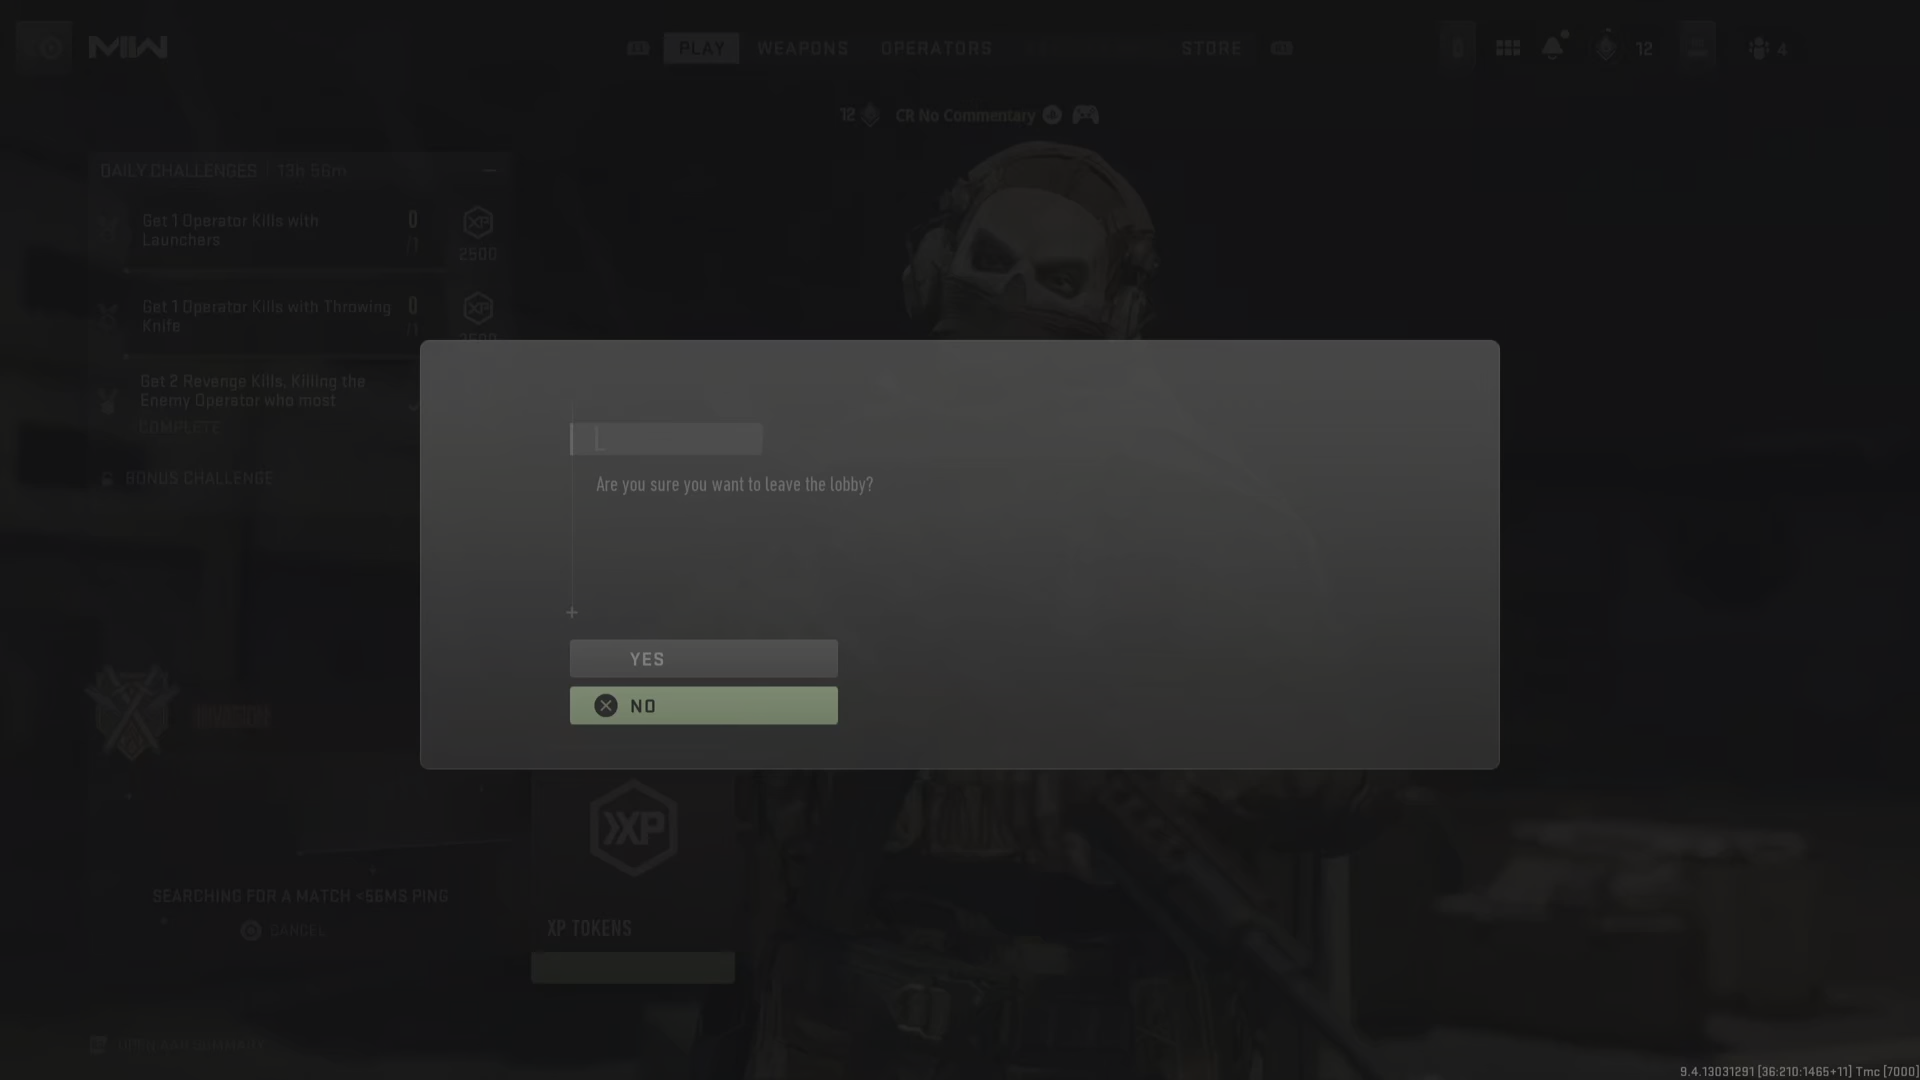 MW
PLAY
WEAPONS
OPERATORS
STORE
12
4
12 CR No Commentary
DAILY CHALLENGES / 13h 56m
Get 1 Operator Kills with
Launchers
0
/1
XP
2500
Get 1 Operator Kills with Throwing
Knife
0
/1
XP
Get 2 Revenge Kills. Killing the
Enemy Operator who most
COMPLETE
BONUS CHALLENGE
L
Are you sure you want to leave the lobby?
YES
NO
INVASION
XP
SEARCHING FOR A MATCH <56MS PING
CANCEL
XP TOKENS
9.4.13031291 [36:210:1465+11] Tmc [7000]